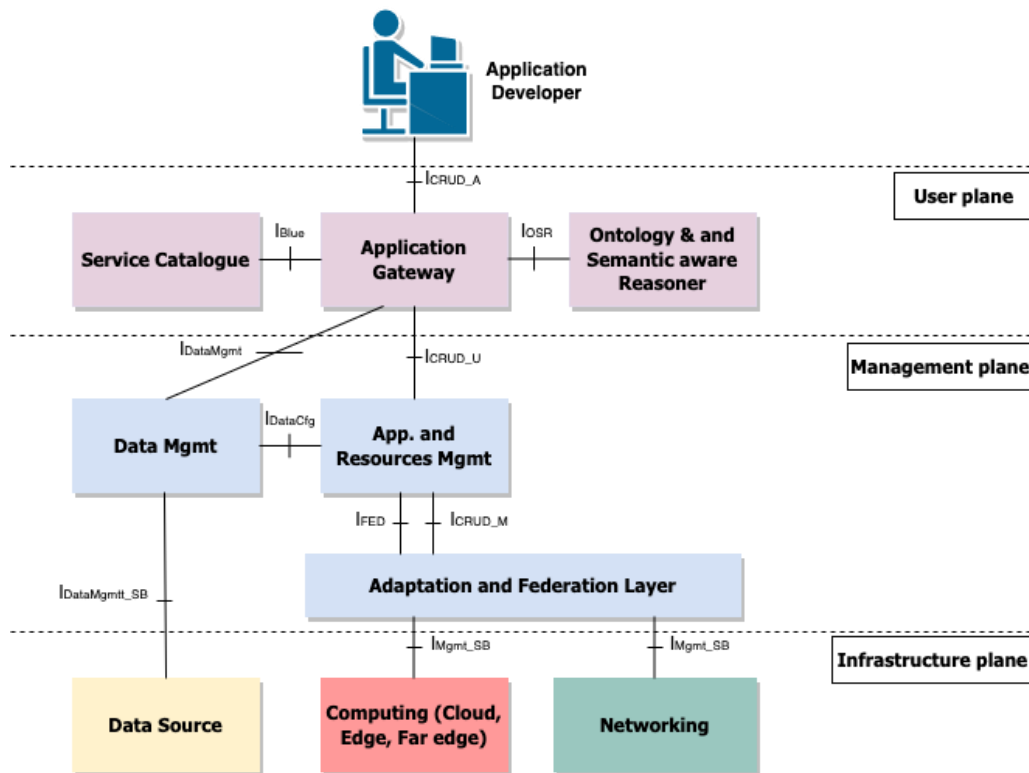 Application
Developer
ICRUD_A
User plane
Service Catalogue
IBlue
Application
Gateway
IOSR
Ontology & and
Semantic aware
Reasoner
IDataMgmt
ICRUD_U
Management plane
Data Mgmt
IDataCfg
App. and
Resources Mgmt
IFED
ICRUD_M
Adaptation and Federation Layer
IDataMgmtt_SB
IMgmt_SB
IMgmt_SB
Infrastructure plane
Data Source
Computing (Cloud,
Edge, Far edge)
Networking